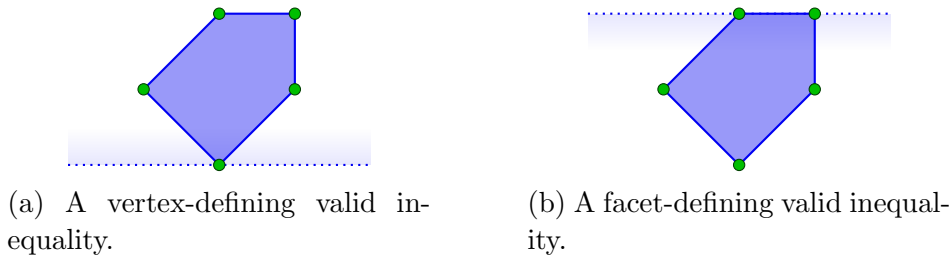 (a) A vertex-defining valid in-
equality.
(b) A facet-defining valid inequal-
ity.